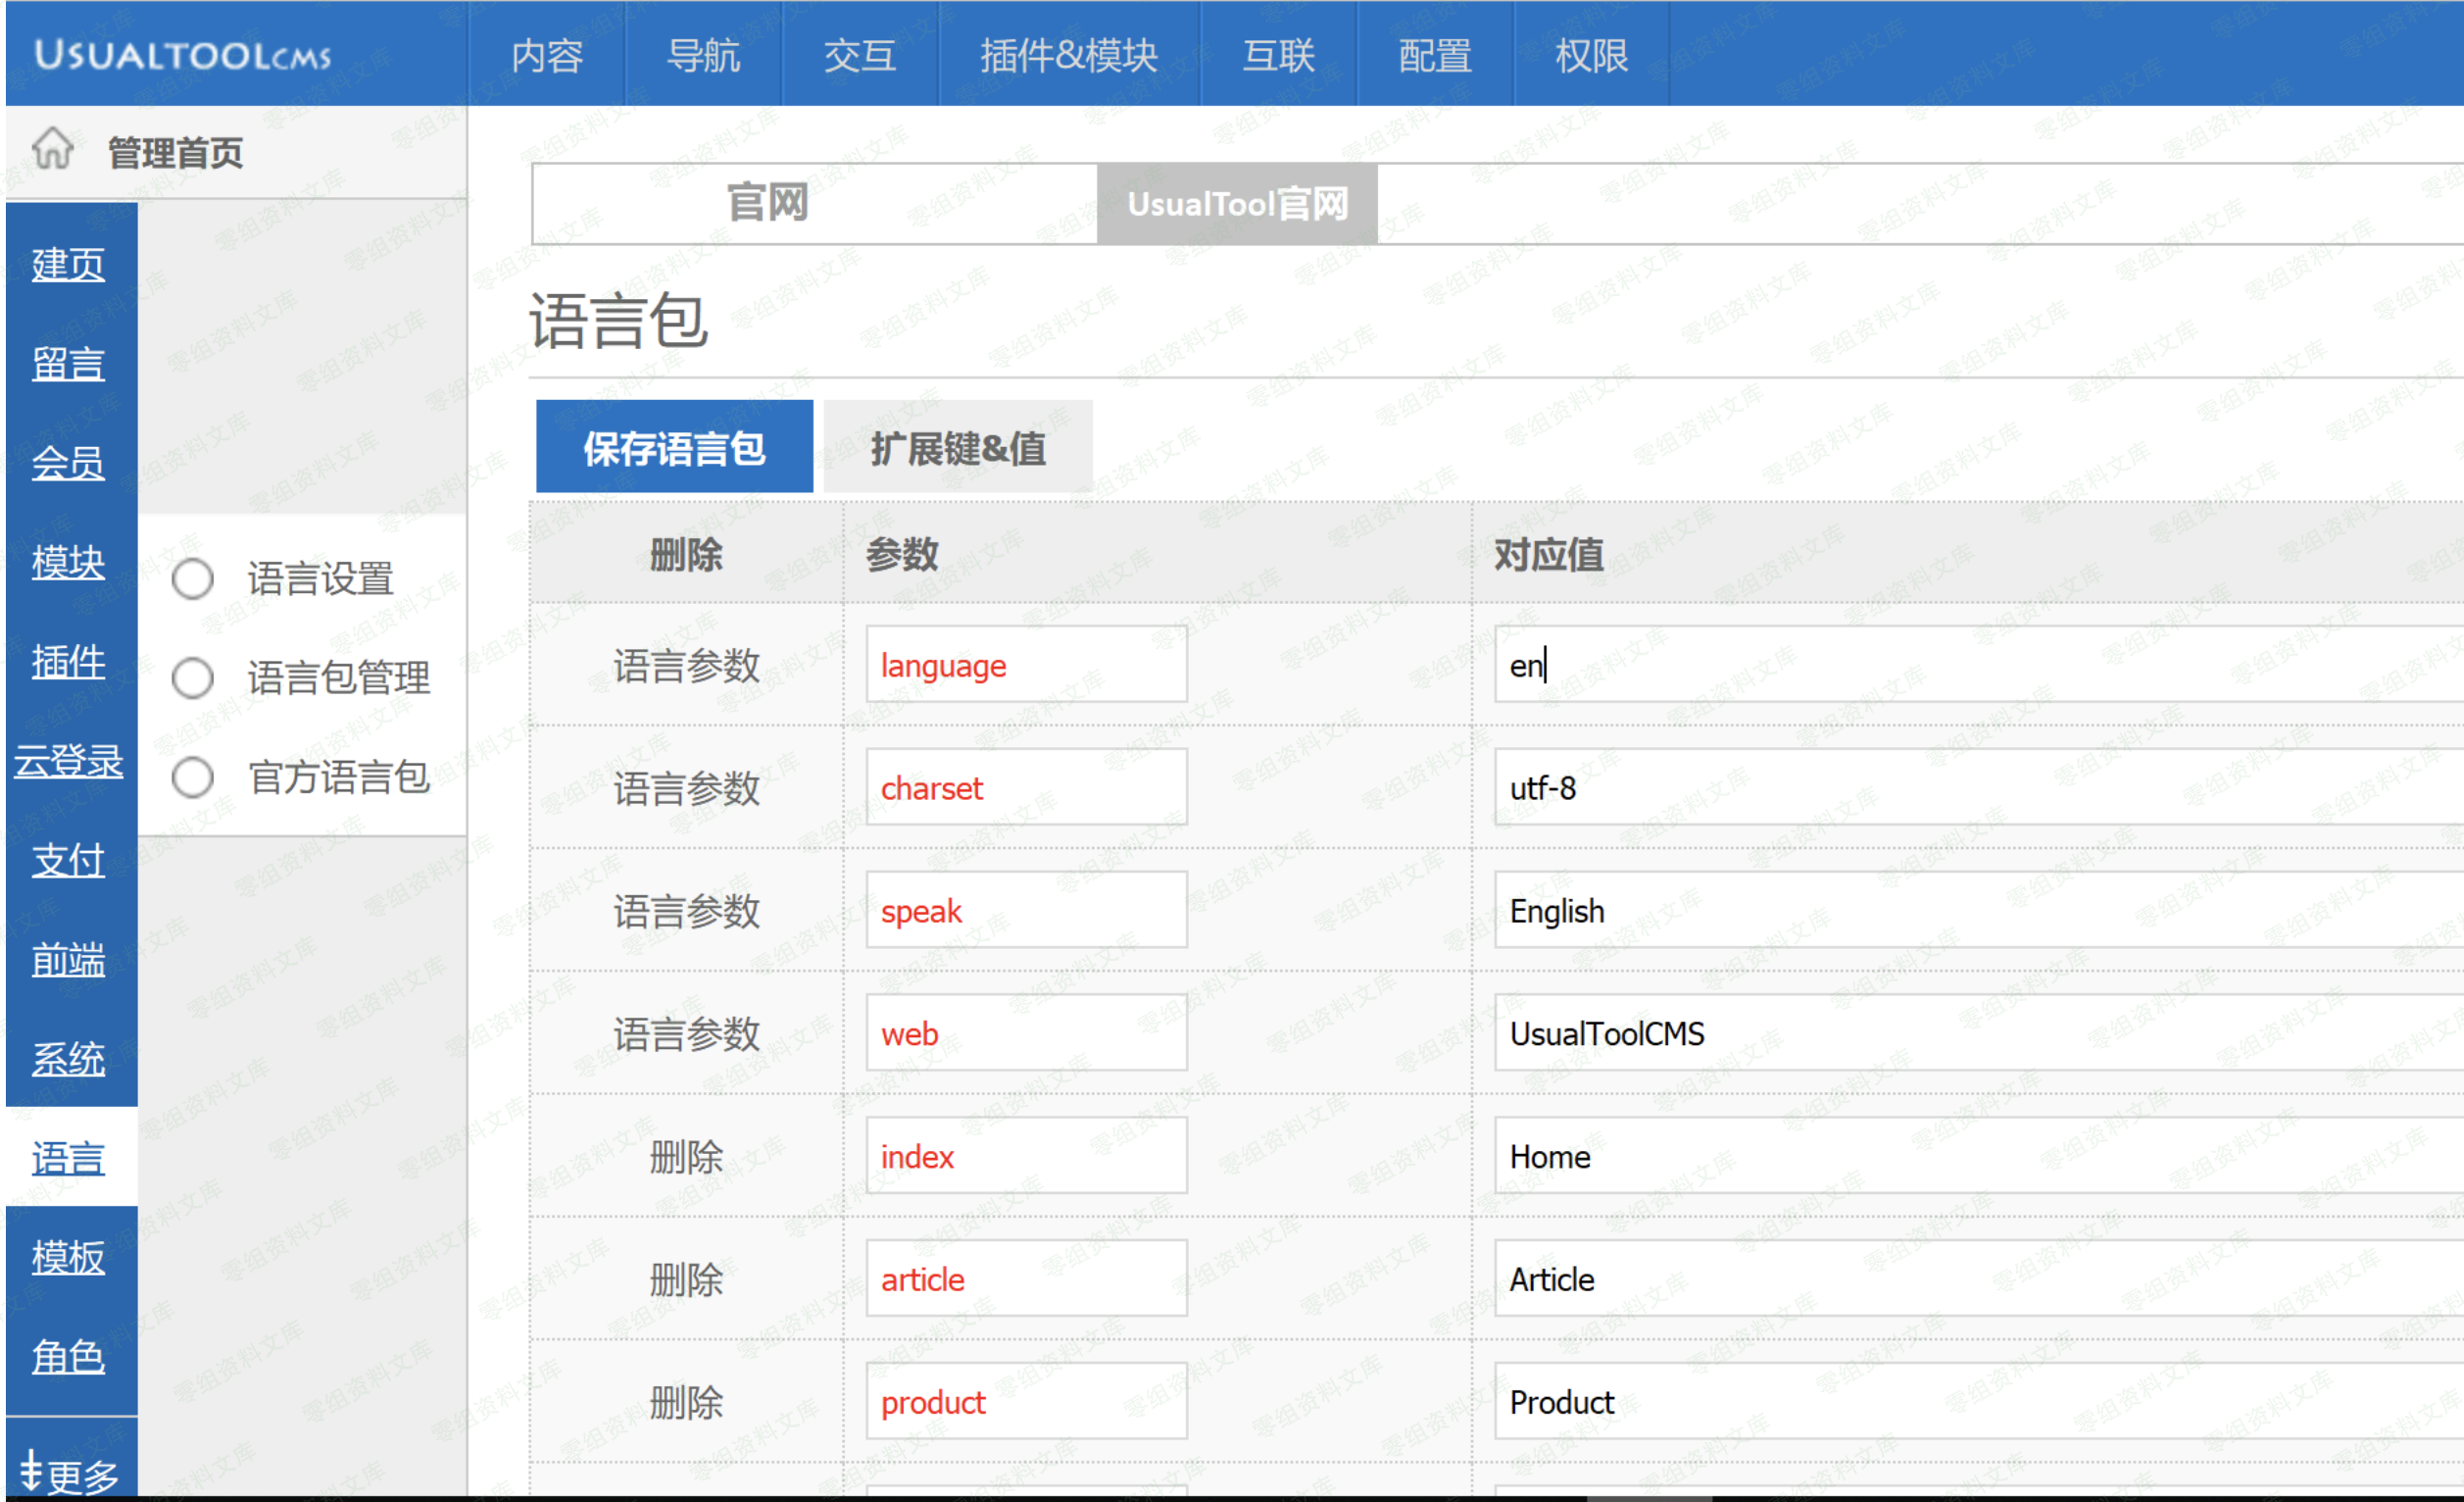 USUALTOOLCMS 内容 导航 交互 插件&模块 互联 配置 权限
管理首页
官网 UsualTool官网
建页
留言
会员
模块
插件
云登录
支付
前端
系统
语言
模板
角色
更多
语言设置
语言包管理
官方语言包
语言包
保存语言包 扩展键&值
删除 参数 对应值
语言参数 language en
语言参数 charset utf-8
语言参数 speak English
语言参数 web UsualToolCMS
删除 index Home
删除 article Article
删除 product Product
零组资料文库